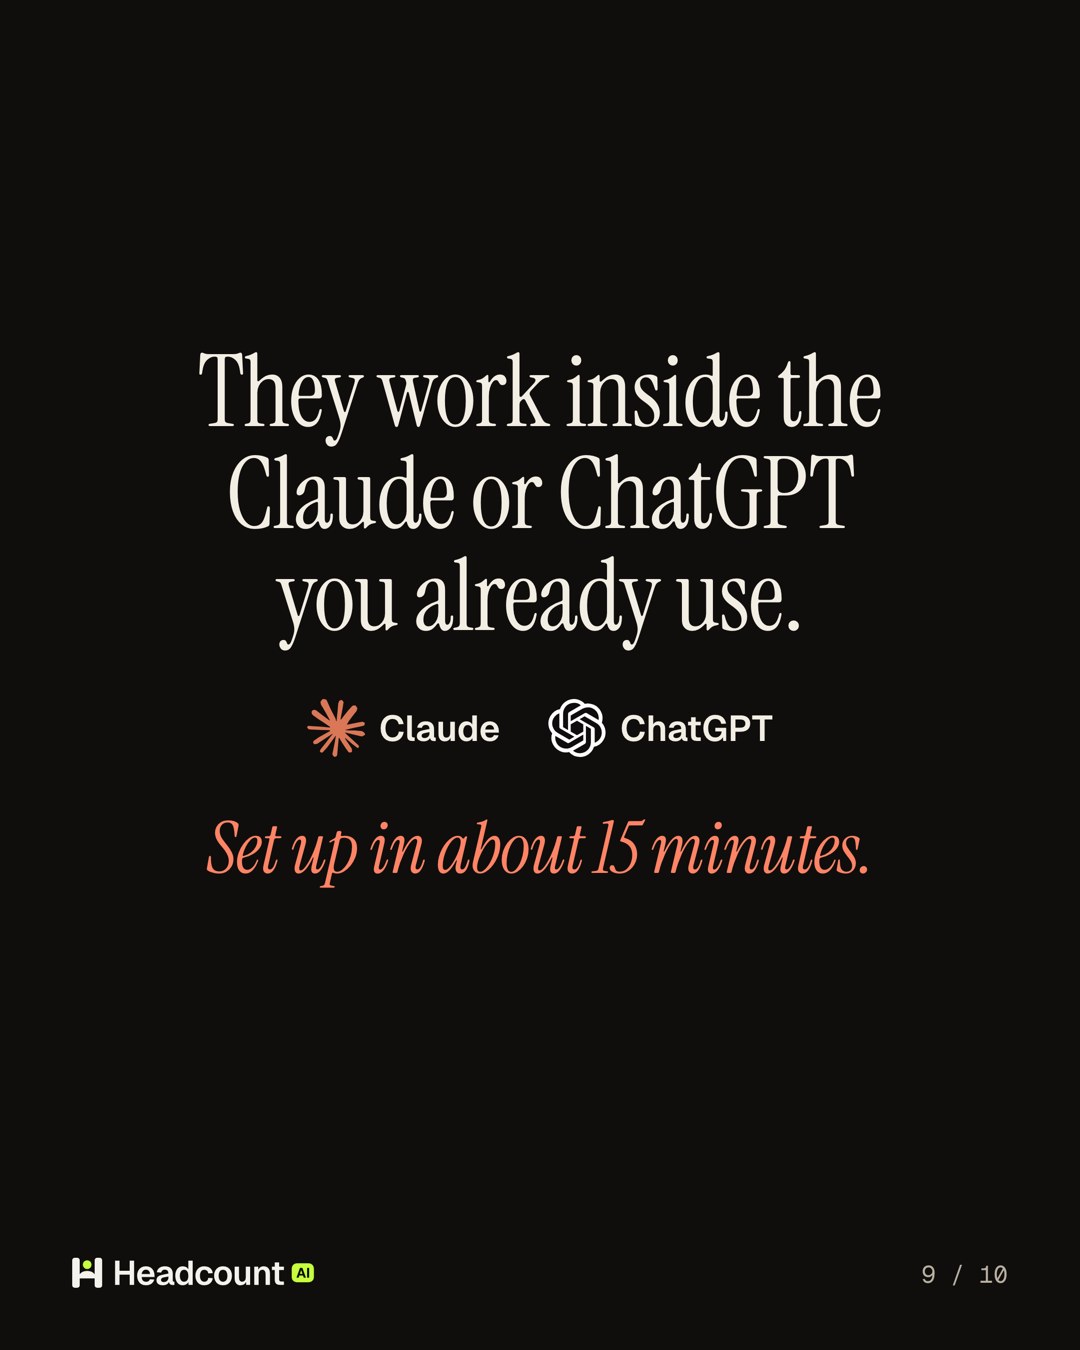 They work inside the
Claude or ChatGPT
you already use.
Claude ChatGPT
Set up in about 15 minutes.
Headcount AI
9 / 10